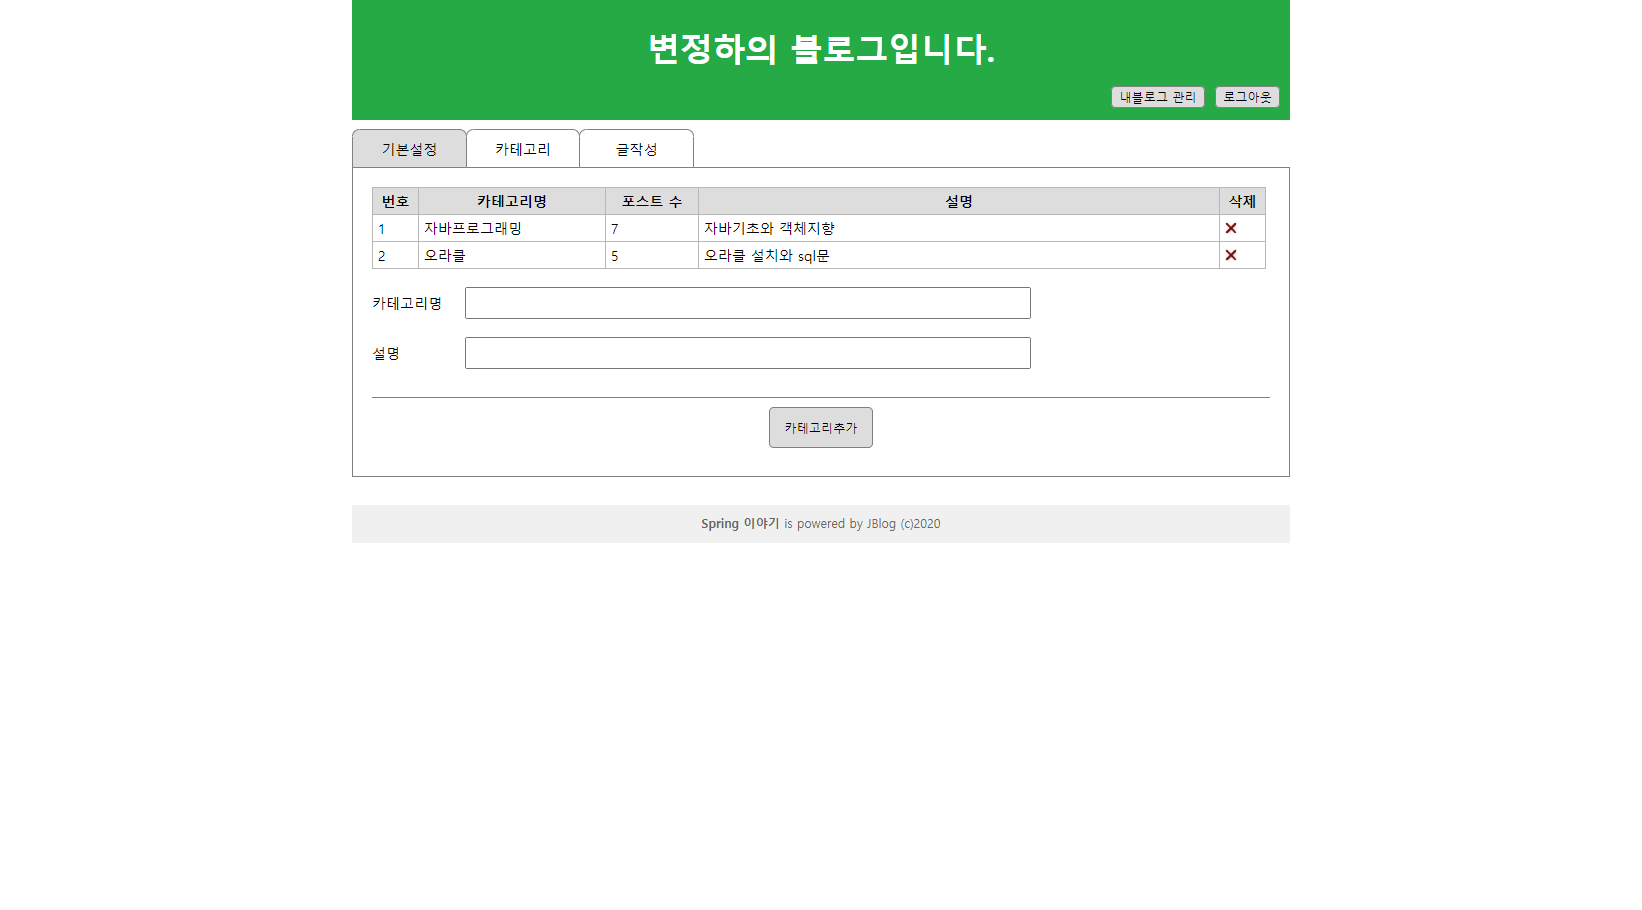 변정하의 블로그입니다.
내블로그 관리 로그아웃
기본설정 카테고리 글작성
번호 카테고리명 포스트 수 설명 삭제
1 자바프로그래밍 7 자바기초와 객체지향
2 오라클 5 오라클 설치와 sql문
카테고리명
설명
카테고리추가
Spring 이야기 is powered by JBlog (c)2020